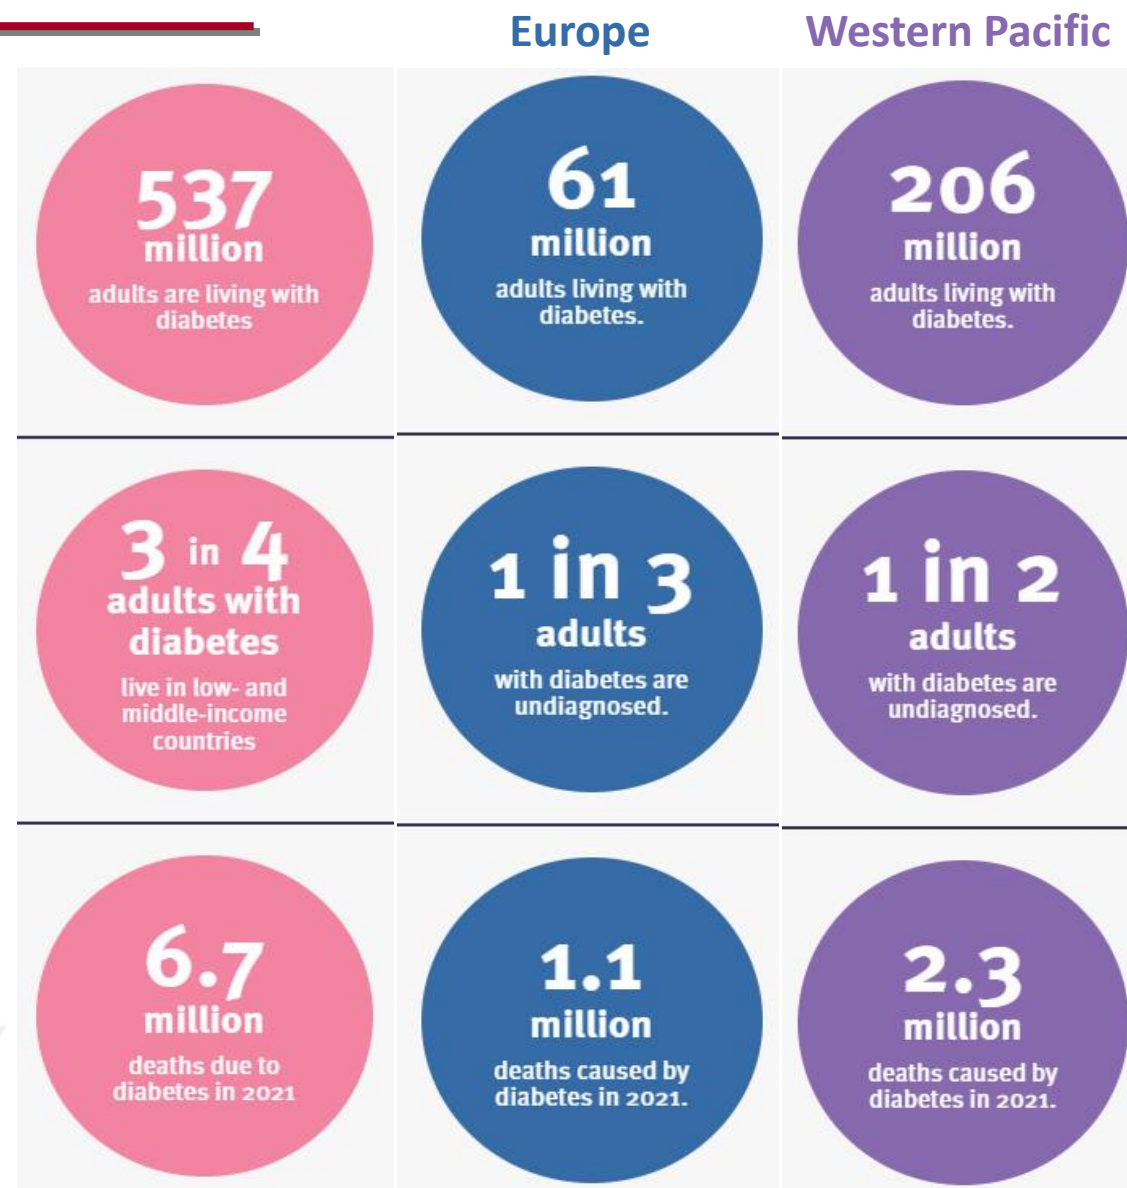 Europe
Western Pacific
537
million
adults are living with
diabetes
61
million
adults living with
diabetes.
206
million
adults living with
diabetes.
3 in 4
adults with
diabetes
live in low- and
middle-income
countries
1 in 3
adults
with diabetes are
undiagnosed.
1 in 2
adults
with diabetes are
undiagnosed.
6.7
million
deaths due to
diabetes in 2021
1.1
million
deaths caused by
diabetes in 2021.
2.3
million
deaths caused by
diabetes in 2021.